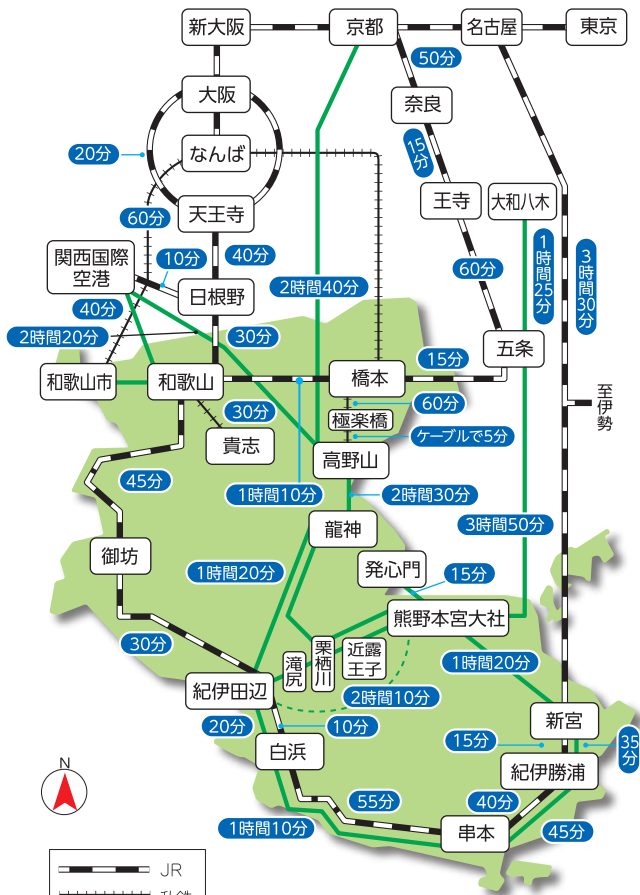 新大阪
京都
名古屋
東京
50分
大阪
奈良
なんば
15分
20分
王寺
大和八木
60分
天王寺
関西国際
空港
10分
40分
60分
1時間25分
3時間30分
日根野
2時間40分
40分
2時間20分
30分
15分
五条
和歌山市
和歌山
橋本
60分
至伊勢
30分
極楽橋
ケーブルで5分
貴志
高野山
45分
1時間10分
2時間30分
龍神
3時間50分
御坊
発心門
1時間20分
15分
熊野本宮大社
30分
滝尻
栗栖川
近露
王子
1時間20分
紀伊田辺
2時間10分
20分
10分
新宮
白浜
15分
35分
N
紀伊勝浦
55分
40分
1時間10分
串本
45分
JR